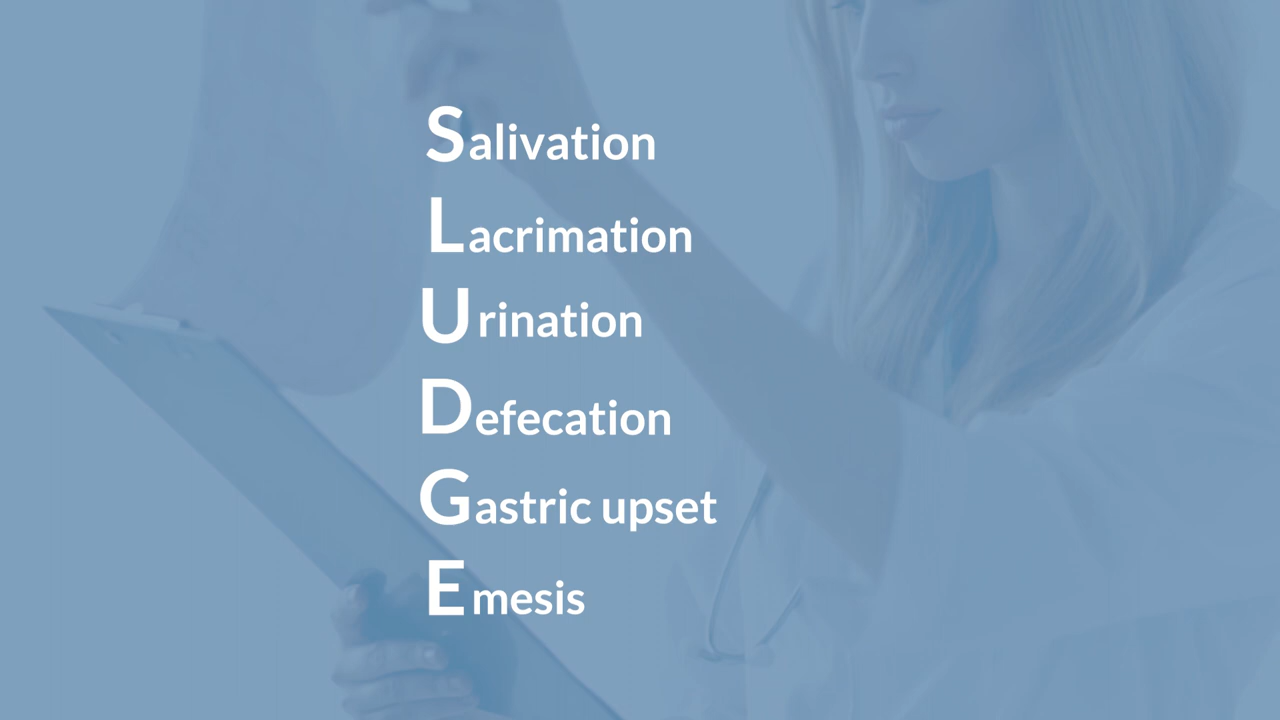 Salivation
Lacrimation
Urination
Defecation
Gastric upset
Emesis